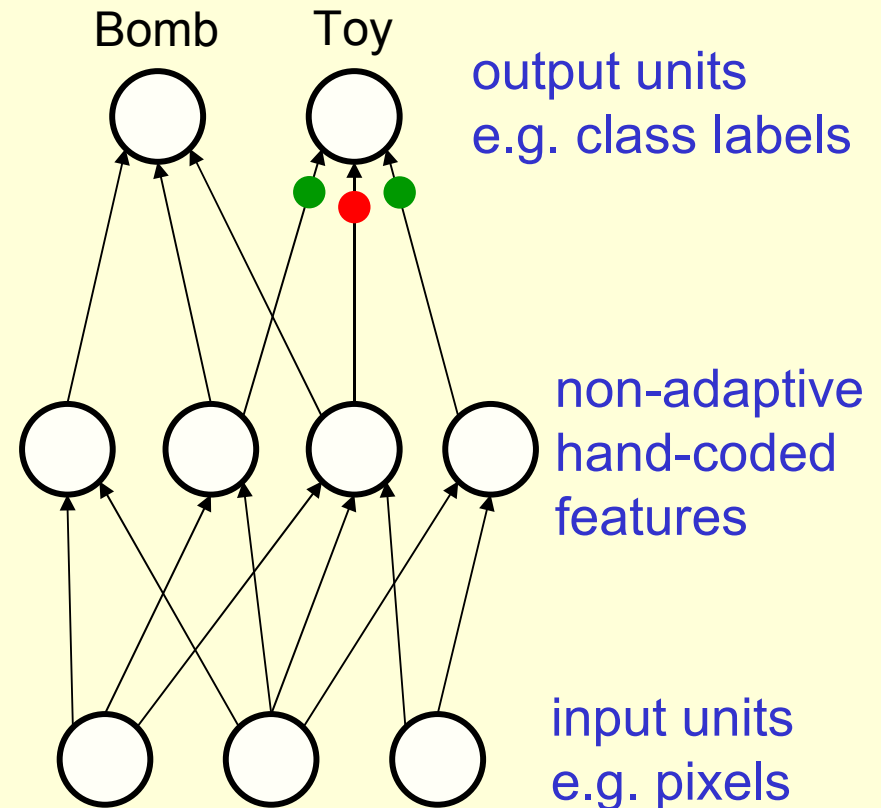 Bomb Toy
output units
e.g. class labels
non-adaptive
hand-coded
features
input units
e.g. pixels